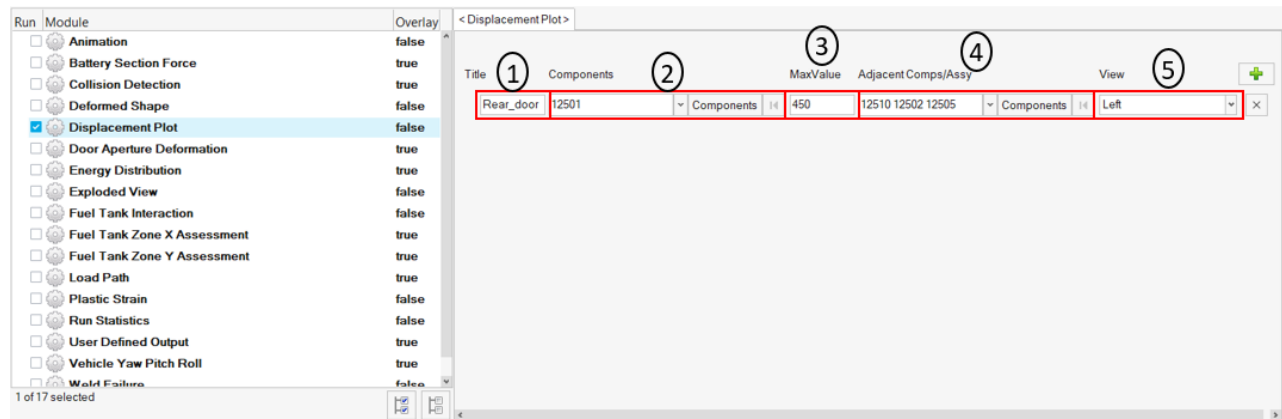 Run Module Overlay
Animation false
Battery Section Force true
Collision Detection true
Deformed Shape false
Displacement Plot false
Door Aperture Deformation true
Energy Distribution true
Exploded View false
Fuel Tank Interaction false
Fuel Tank Zone X Assessment true
Fuel Tank Zone Y Assessment true
Load Path true
Plastic Strain false
Run Statistics false
User Defined Output true
Vehicle Yaw Pitch Roll true
Weld Failure false
1 of 17 selected
< Displacement Plot >
1 2 3 4 5
Title Components MaxValue Adjacent Comps/Assy View
Rear_door 12501 Components 450 12510 12502 12505 Components Left